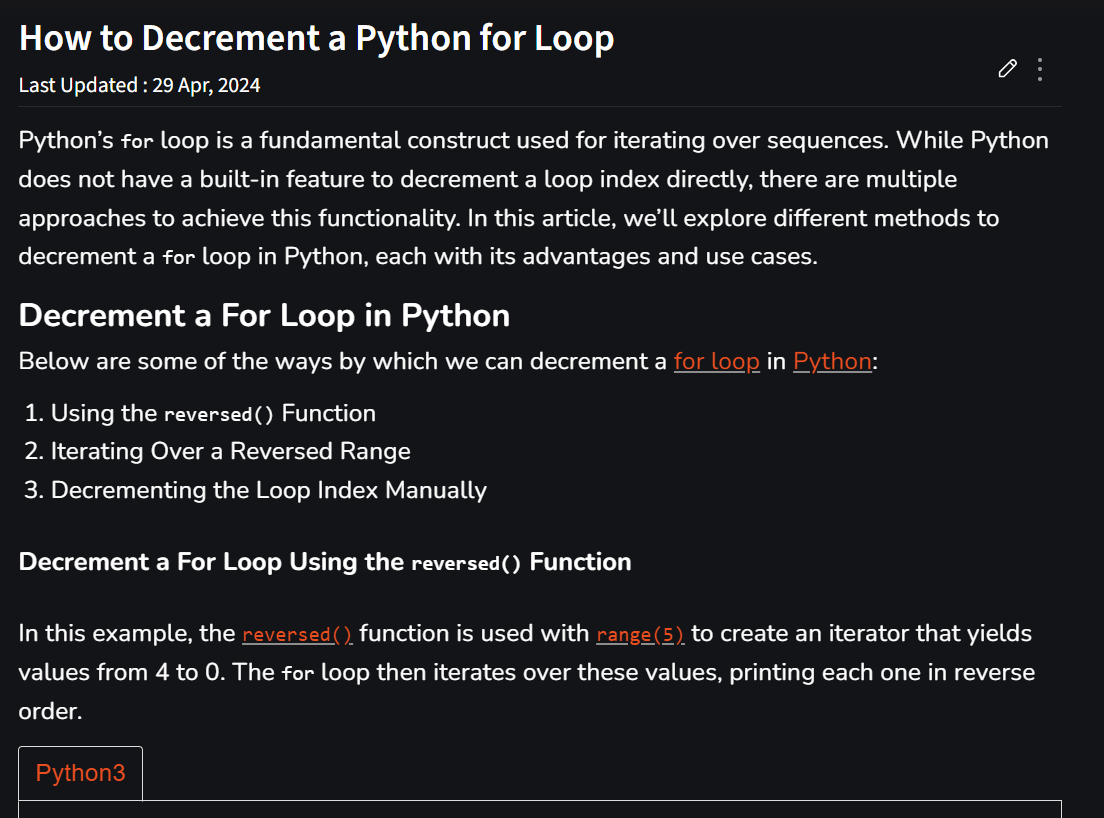 How to Decrement a Python for Loop
Last Updated : 29 Apr, 2024
Python’s for loop is a fundamental construct used for iterating over sequences. While Python
does not have a built-in feature to decrement a loop index directly, there are multiple
approaches to achieve this functionality. In this article, we’ll explore different methods to
decrement a for loop in Python, each with its advantages and use cases.
Decrement a For Loop in Python
Below are some of the ways by which we can decrement a for loop in Python:
1. Using the reversed() Function
2. Iterating Over a Reversed Range
3. Decrementing the Loop Index Manually
Decrement a For Loop Using the reversed() Function
In this example, the reversed() function is used with range(5) to create an iterator that yields
values from 4 to 0. The for loop then iterates over these values, printing each one in reverse
order.
Python3